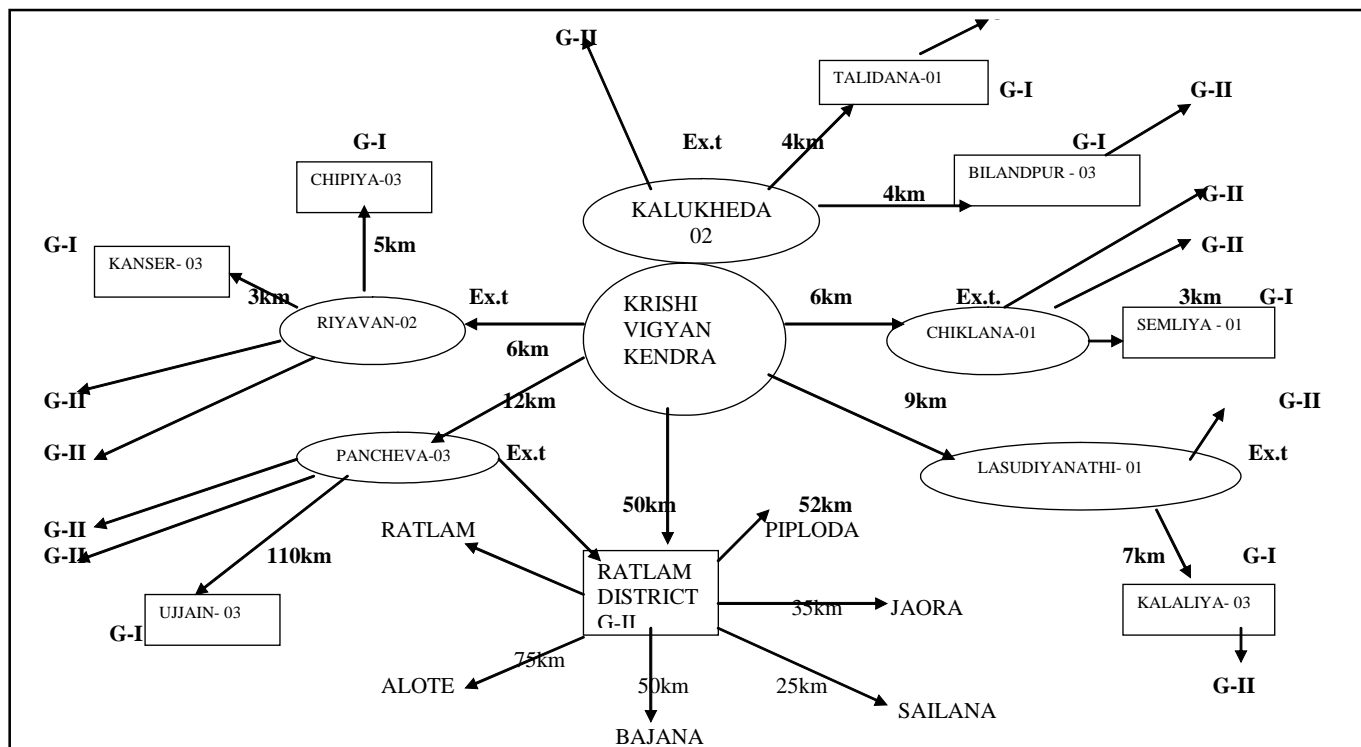 G-II
TALIDANA-01
G-I
G-II
Ex.t
4km
G-I
G-I
CHIPIYA-03
BILANDPUR - 03
KALUKHEDA
02
4km
G-II
G-I
5km
G-II
KANSER- 03
3km
Ex.t
KRISHI
VIGYAN
KENDRA
6km
Ex.t.
3km
G-I
RIYAVAN-02
CHIKLANA-01
SEMLIYA - 01
6km
G-II
12km
9km
G-II
G-II
PANCHEVA-03
Ex.t
LASUDIYANATHI- 01
Ex.t
G-II
G-II
50km
52km
RATLAM
PIPLODA
110km
7km
G-I
RATLAM
DISTRICT
G-II
UJJAIN- 03
G-I
35km
JAORA
KALALIYA- 03
75km
ALOTE
50km
25km
G-II
SAILANA
BAJANA